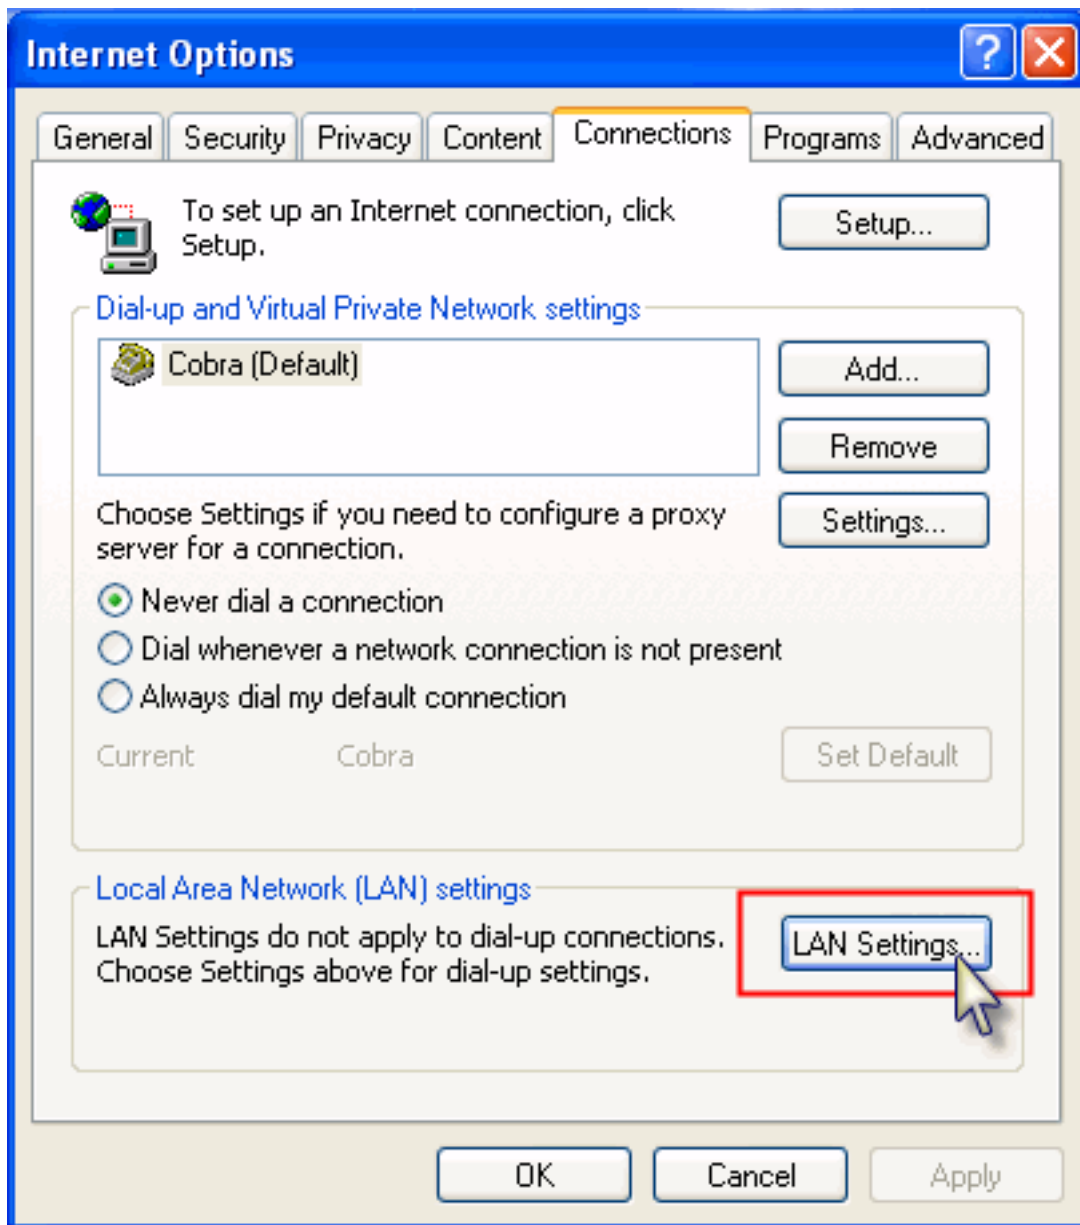 Internet Options
General Security Privacy Content Connections Programs Advanced
To set up an Internet connection, click
Setup.
Setup...
Dial-up and Virtual Private Network settings
Cobra (Default)
Add...
Remove
Choose Settings if you need to configure a proxy
server for a connection.
Settings...
Never dial a connection
Dial whenever a network connection is not present
Always dial my default connection
Current Cobra Set Default
Local Area Network (LAN) settings
LAN Settings do not apply to dial-up connections.
Choose Settings above for dial-up settings.
LAN Settings...
OK Cancel Apply